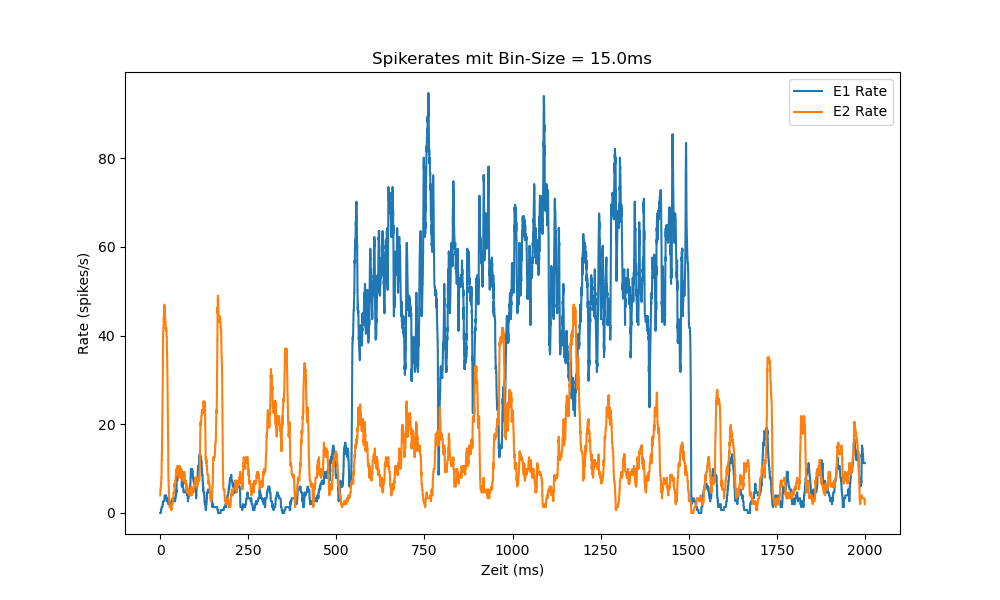 Spikerates mit Bin-Size = 15.0ms
E1 Rate
E2 Rate
Rate (spikes/s)
80
60
40
20
0
0 250 500 750 1000 1250 1500 1750 2000
Zeit (ms)